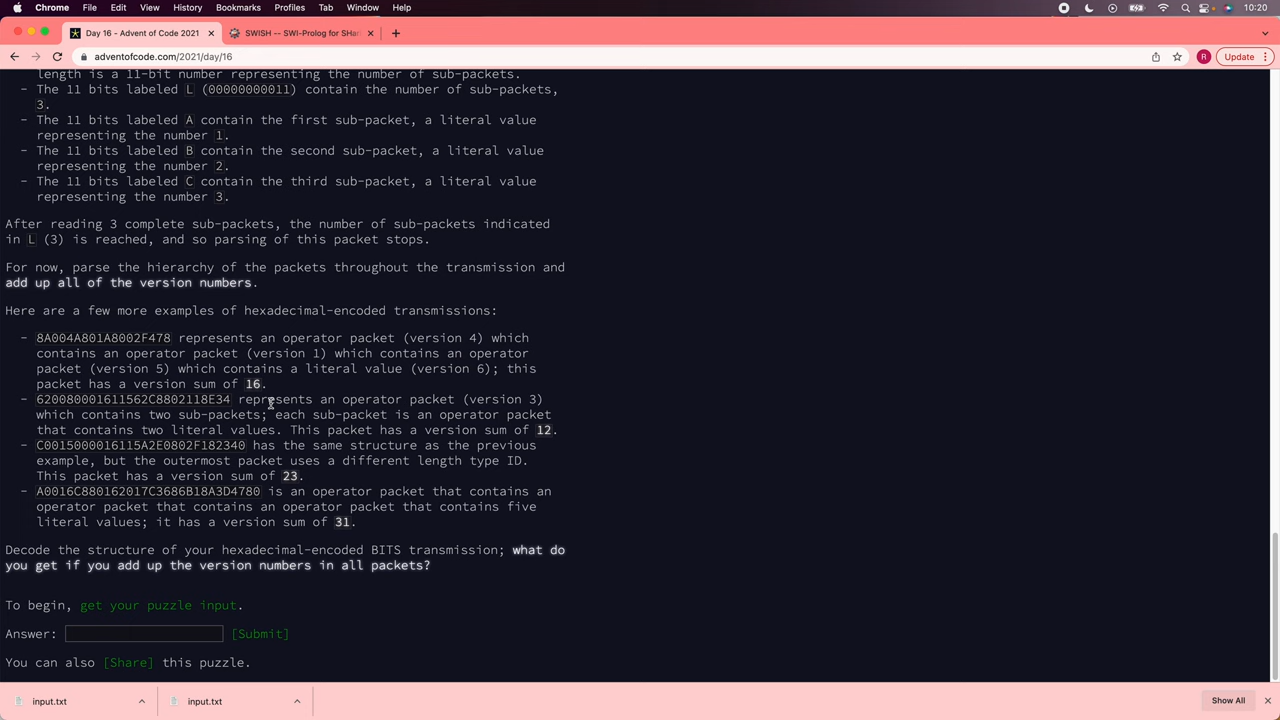 Chrome File Edit View History Bookmarks Profiles Tab Window Help 10:20
Day 16 - Advent of Code 2021 SWISH -- SWI-Prolog for SHar
adventofcode.com/2021/day/16 R Update
length is a 11-bit number representing the number of sub-packets.
- The 11 bits labeled L (00000000011) contain the number of sub-packets,
3.
- The 11 bits labeled A contain the first sub-packet, a literal value
representing the number 1.
- The 11 bits labeled B contain the second sub-packet, a literal value
representing the number 2.
- The 11 bits labeled C contain the third sub-packet, a literal value
representing the number 3.
After reading 3 complete sub-packets, the number of sub-packets indicated
in L (3) is reached, and so parsing of this packet stops.
For now, parse the hierarchy of the packets throughout the transmission and
add up all of the version numbers.
Here are a few more examples of hexadecimal-encoded transmissions:
- 8A004A801A8002F478 represents an operator packet (version 4) which
contains an operator packet (version 1) which contains an operator
packet (version 5) which contains a literal value (version 6); this
packet has a version sum of 16.
- 620080001611562C8802118E34 represents an operator packet (version 3)
which contains two sub-packets; each sub-packet is an operator packet
that contains two literal values. This packet has a version sum of 12.
- C0015000016115A2E0802F182340 has the same structure as the previous
example, but the outermost packet uses a different length type ID.
This packet has a version sum of 23.
- A0016C880162017C3686B18A3D4780 is an operator packet that contains an
operator packet that contains an operator packet that contains five
literal values; it has a version sum of 31.
Decode the structure of your hexadecimal-encoded BITS transmission; what do
you get if you add up the version numbers in all packets?
To begin, get your puzzle input.
Answer: [Submit]
You can also [Share] this puzzle.
input.txt input.txt Show All